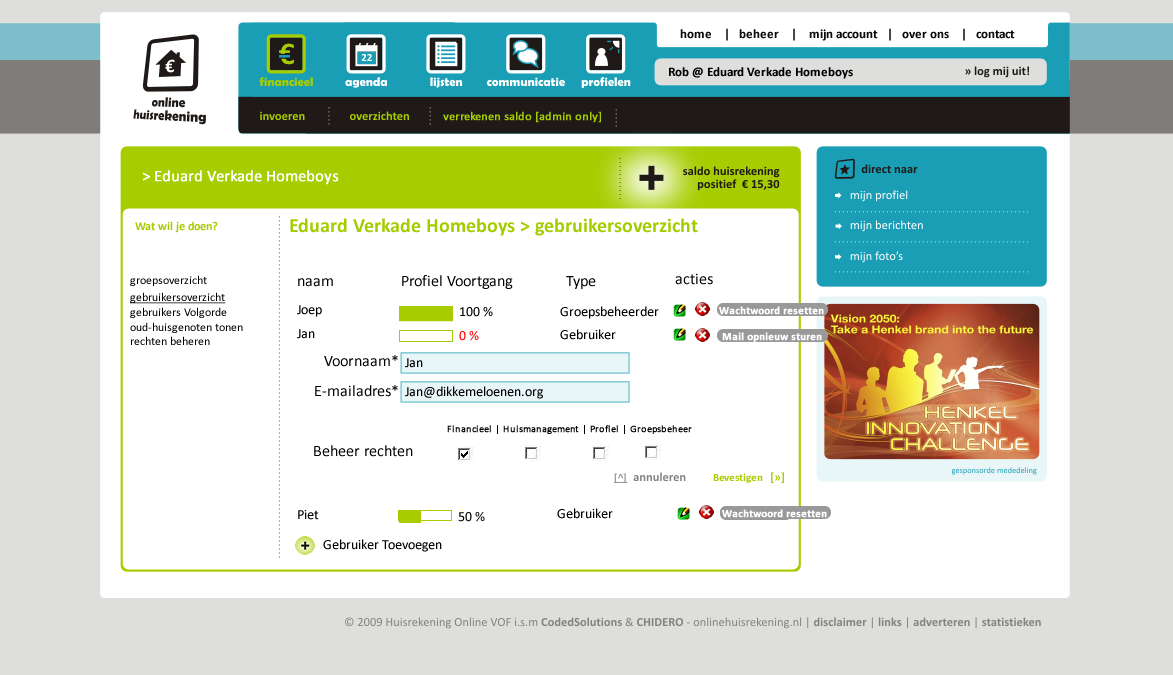 home | beheer | mijn account | over ons | contact
online
huisrekening
€
€
22
financieel agenda lijsten communicatie profielen
Rob @ Eduard Verkade Homeboys » log mij uit!
invoeren overzichten verrekenen saldo [admin only]
> Eduard Verkade Homeboys
saldo huisrekening
positief € 15,30
direct naar
mijn profiel
mijn berichten
mijn foto's
Wat wil je doen?
groepsoverzicht
gebruikersoverzicht
gebruikers Volgorde
oud-huisgenoten tonen
rechten beheren
Eduard Verkade Homeboys > gebruikersoverzicht
naam Profiel Voortgang Type acties
Joep 100 % Groepsbeheerder Wachtwoord resetten
Jan 0 % Gebruiker Mail opnieuw sturen
Voornaam* Jan
E-mailadres* Jan@dikkemeloenen.org
Financieel | Huismanagement | Profiel | Groepsbeheer
Beheer rechten
[^] annuleren Bevestigen [»]
Piet 50 % Gebruiker Wachtwoord resetten
Gebruiker Toevoegen
Vision 2050:
Take a Henkel brand into the future
HENKEL
INNOVATION
CHALLENGE
gesponsorde mededeling
© 2009 Huisrekening Online VOF i.s.m CodedSolutions & CHIDERO - onlinehuisrekening.nl | disclaimer | links | adverteren | statistieken